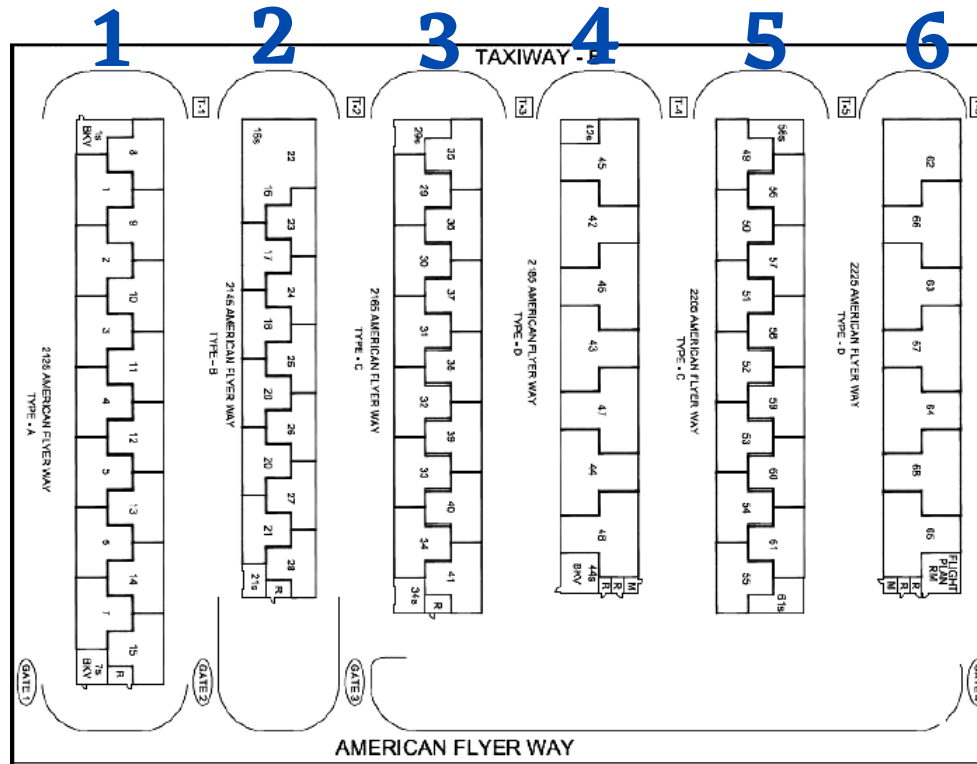 1
2
3
4
5
6
TAXIWAY -
T-1
T-2
T-3
T-4
T-5
1s
BKV
8
1
9
2
10
3
11
4
12
5
13
6
14
7
15
7s
BKV
R
2125 AMERICAN FLYER WAY
TYPE - A
16s
22
16
23
17
24
18
25
20
26
20
27
21
28
21s
R
2145 AMERICAN FLYER WAY
TYPE - B
29s
35
29
36
30
37
31
38
32
39
33
40
34
41
34s
R
2165 AMERICAN FLYER WAY
TYPE - C
42s
45
42
46
43
47
44
48
44s
BKV
R
R
M
2185 AMERICAN FLYER WAY
TYPE - D
56s
49
56
50
57
51
58
52
59
53
60
54
61
55
61s
2205 AMERICAN FLYER WAY
TYPE - C
62
66
63
67
64
68
65
FLIGHT
PLAN
RM
M
R
R
2225 AMERICAN FLYER WAY
TYPE - D
GATE 1
GATE 2
GATE 3
AMERICAN FLYER WAY